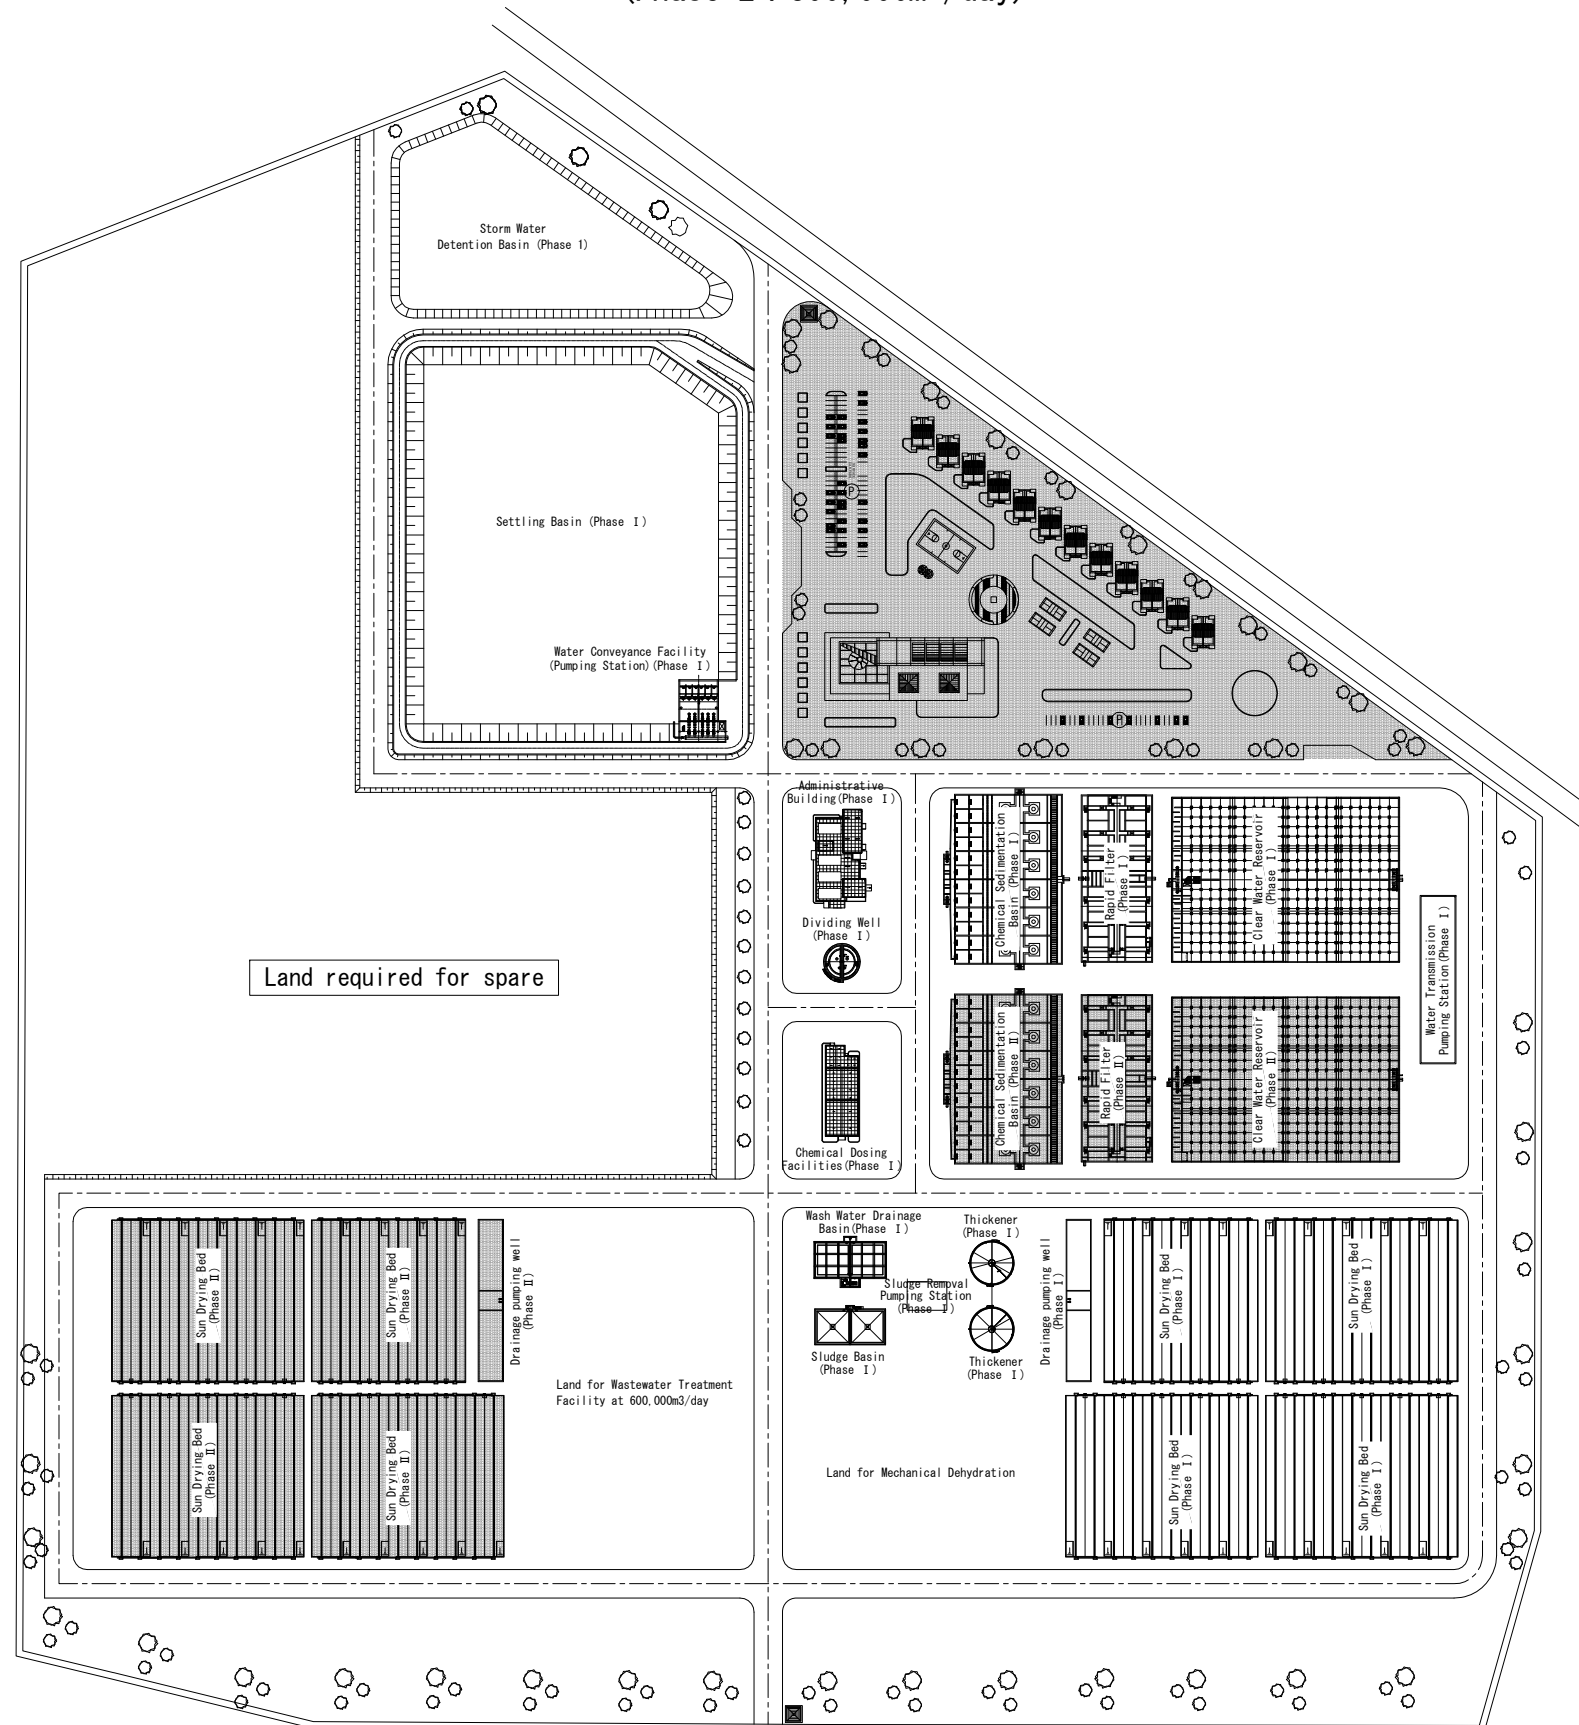 Storm Water
Detention Basin (Phase 1)
Settling Basin (Phase Ⅰ)
Water Conveyance Facility
(Pumping Station)(Phase Ⅰ)
P
P
Administrative
Building(Phase Ⅰ)
Dividing Well
(Phase Ⅰ)
Chemical Sedimentation
Basin (Phase Ⅰ)
Rapid Filter
(Phase Ⅰ)
Clear Water Reservoir
(Phase Ⅰ)
Water Transmission
Pumping Station(Phase Ⅰ)
Land required for spare
Chemical Sedimentation
Basin (Phase Ⅱ)
Rapid Filter
(Phase Ⅱ)
Clear Water Reservoir
(Phase Ⅱ)
Chemical Dosing
Facilities(Phase Ⅰ)
Sun Drying Bed
(Phase Ⅱ)
Sun Drying Bed
(Phase Ⅱ)
Drainage pumping well
(Phase Ⅱ)
Wash Water Drainage
Basin(Phase Ⅰ)
Thickener
(Phase Ⅰ)
Sludge Removal
Pumping Station
(Phase Ⅰ)
Drainage pumping well
(Phase Ⅰ)
Sun Drying Bed
(Phase Ⅰ)
Sun Drying Bed
(Phase Ⅰ)
Sludge Basin
(Phase Ⅰ)
Thickener
(Phase Ⅰ)
Land for Wastewater Treatment
Facility at 600,000m3/day
Sun Drying Bed
(Phase Ⅱ)
Sun Drying Bed
(Phase Ⅱ)
Land for Mechanical Dehydration
Sun Drying Bed
(Phase Ⅰ)
Sun Drying Bed
(Phase Ⅰ)